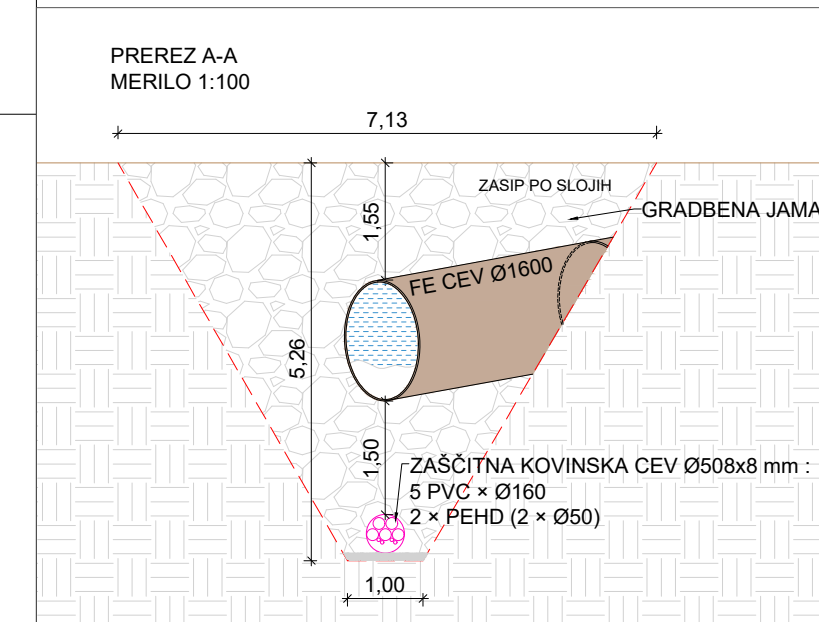 PREREZ A-A
MERILO 1:100
7,13
ZASIP PO SLOJIH
GRADBENA JAMA
1,55
FE CEV Ø1600
5,26
1,50
ZAŠČITNA KOVINSKA CEV Ø508x8 mm :
5 PVC × Ø160
2 × PEHD (2 × Ø50)
1,00